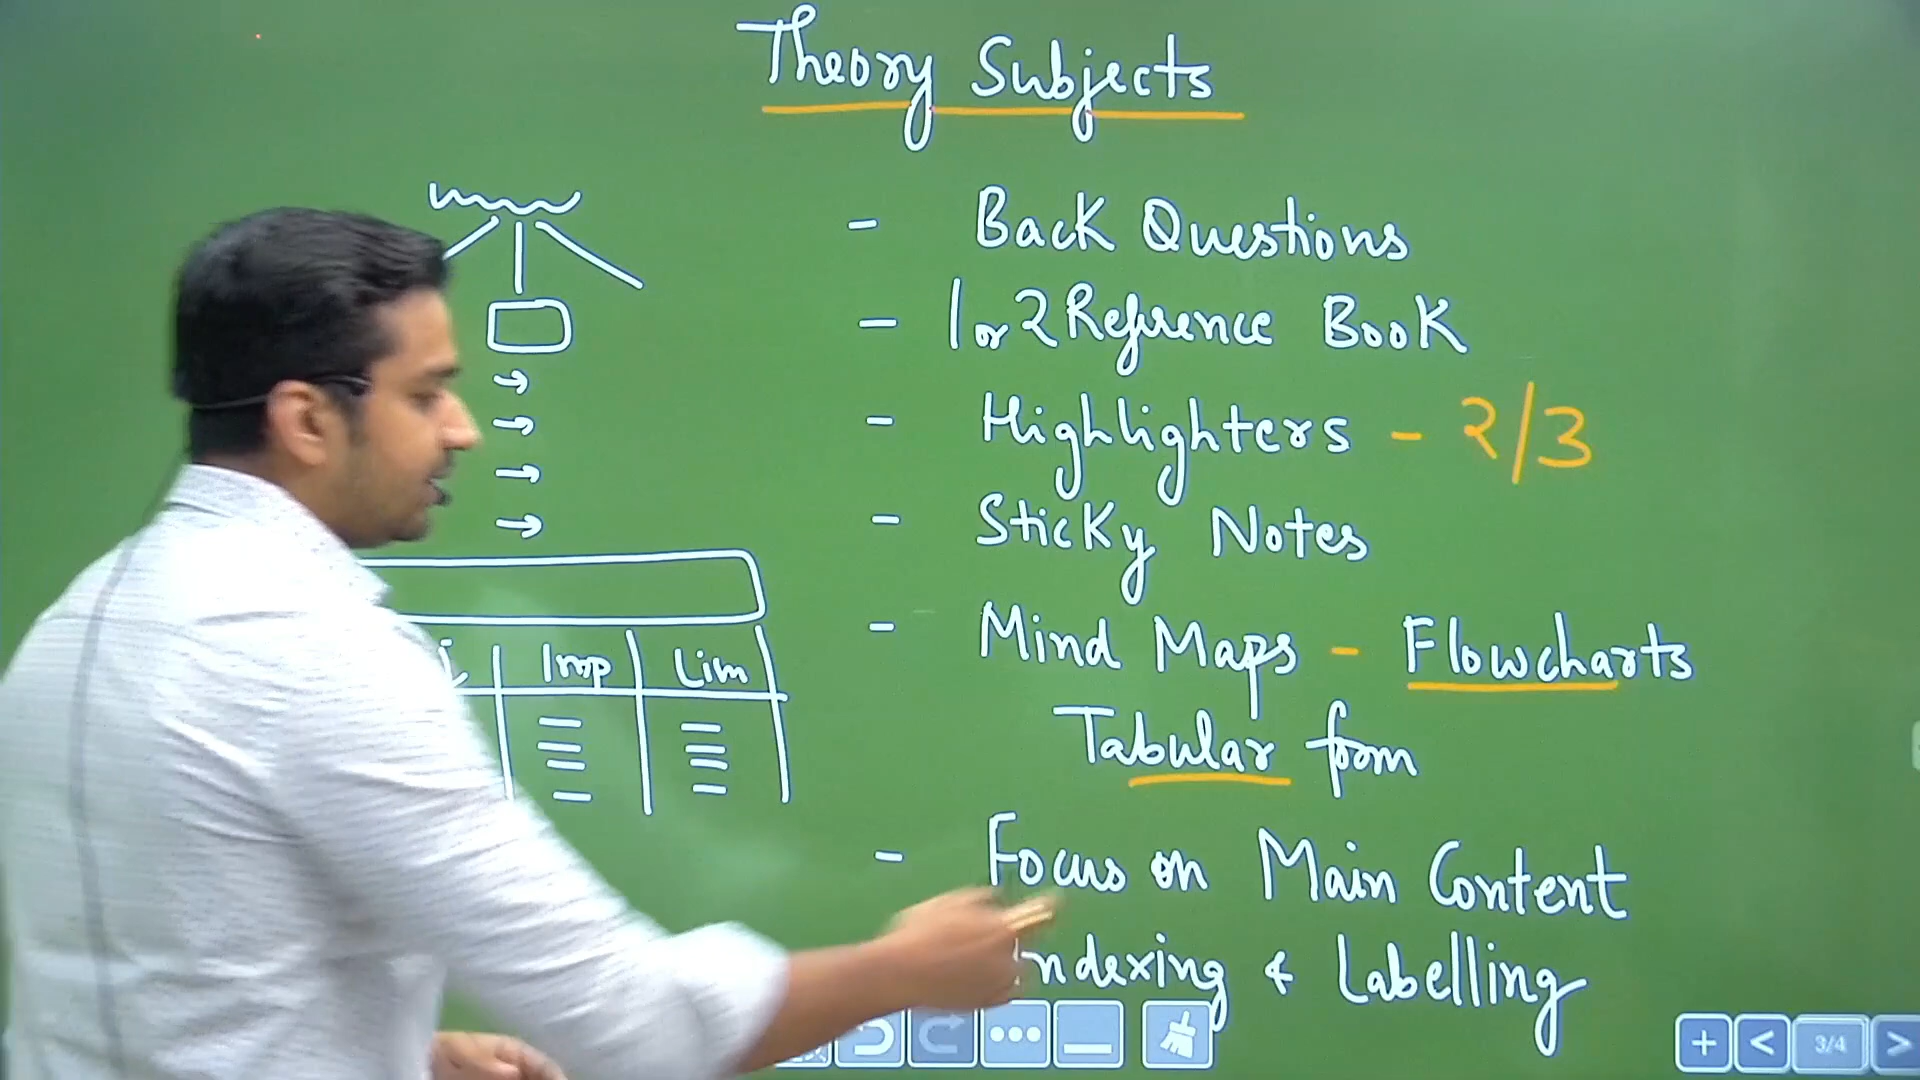 Theory Subjects
- Back Questions
- 1 or 2 Reference Book
- Highlighters - 2/3
- Sticky Notes
- Mind Maps - Flowcharts
Tabular form
- Focus on Main Content
Indexing & Labelling
Imp Lim
3/4